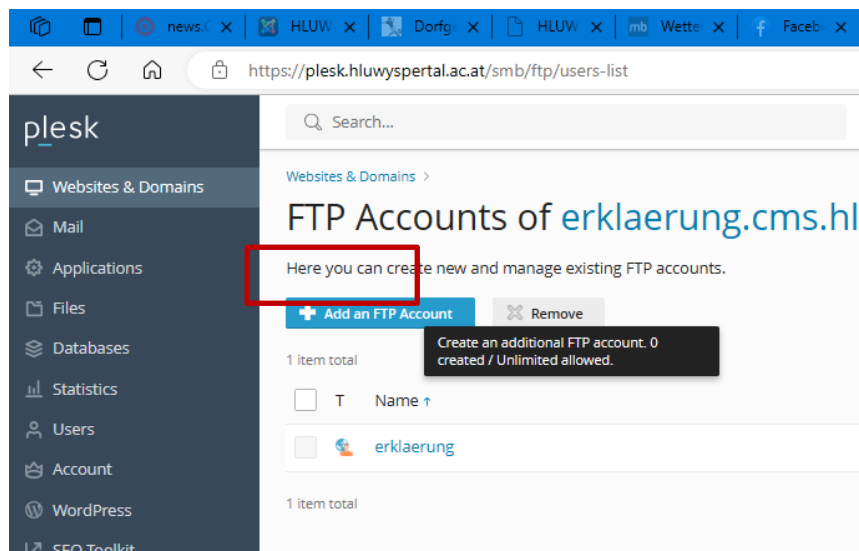 news.C
HLUW
Dorfge
HLUW
mb Wette
Faceb
https://plesk.hluwyspertal.ac.at/smb/ftp/users-list
plesk
Search...
Websites & Domains
Mail
Applications
Files
Databases
Statistics
Users
Account
WordPress
SEO Toolkit
Websites & Domains >
FTP Accounts of erklaerung.cms.hl
Here you can create new and manage existing FTP accounts.
Add an FTP Account
Remove
Create an additional FTP account. 0
created / Unlimited allowed.
1 item total
T Name ↑
erklaerung
1 item total